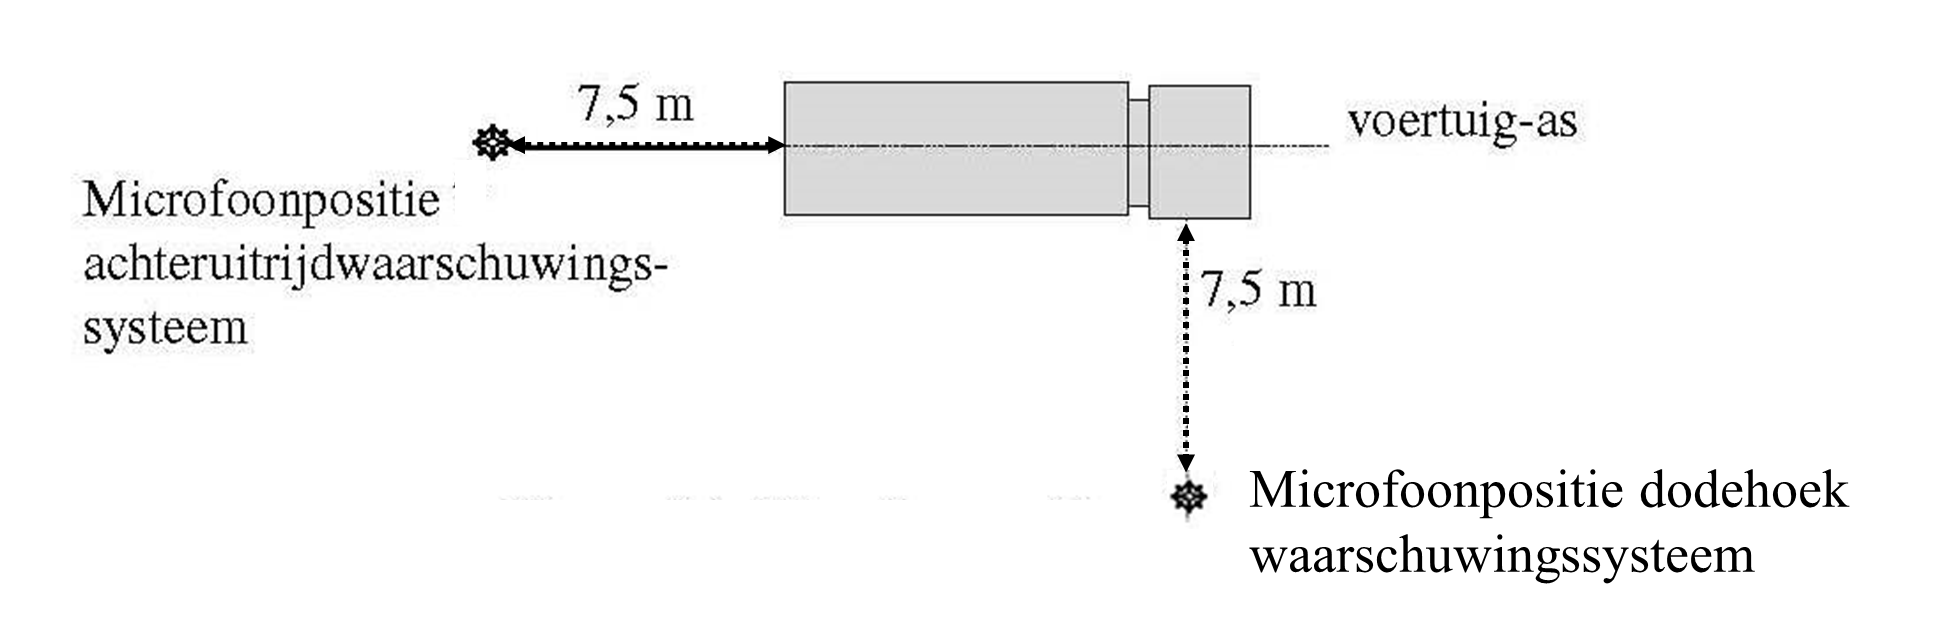 7,5 m
voertuig-as
Microfoonpositie
achteruitrijdwaarschuwings-
systeem
7,5 m
Microfoonpositie dodehoek
waarschuwingssysteem